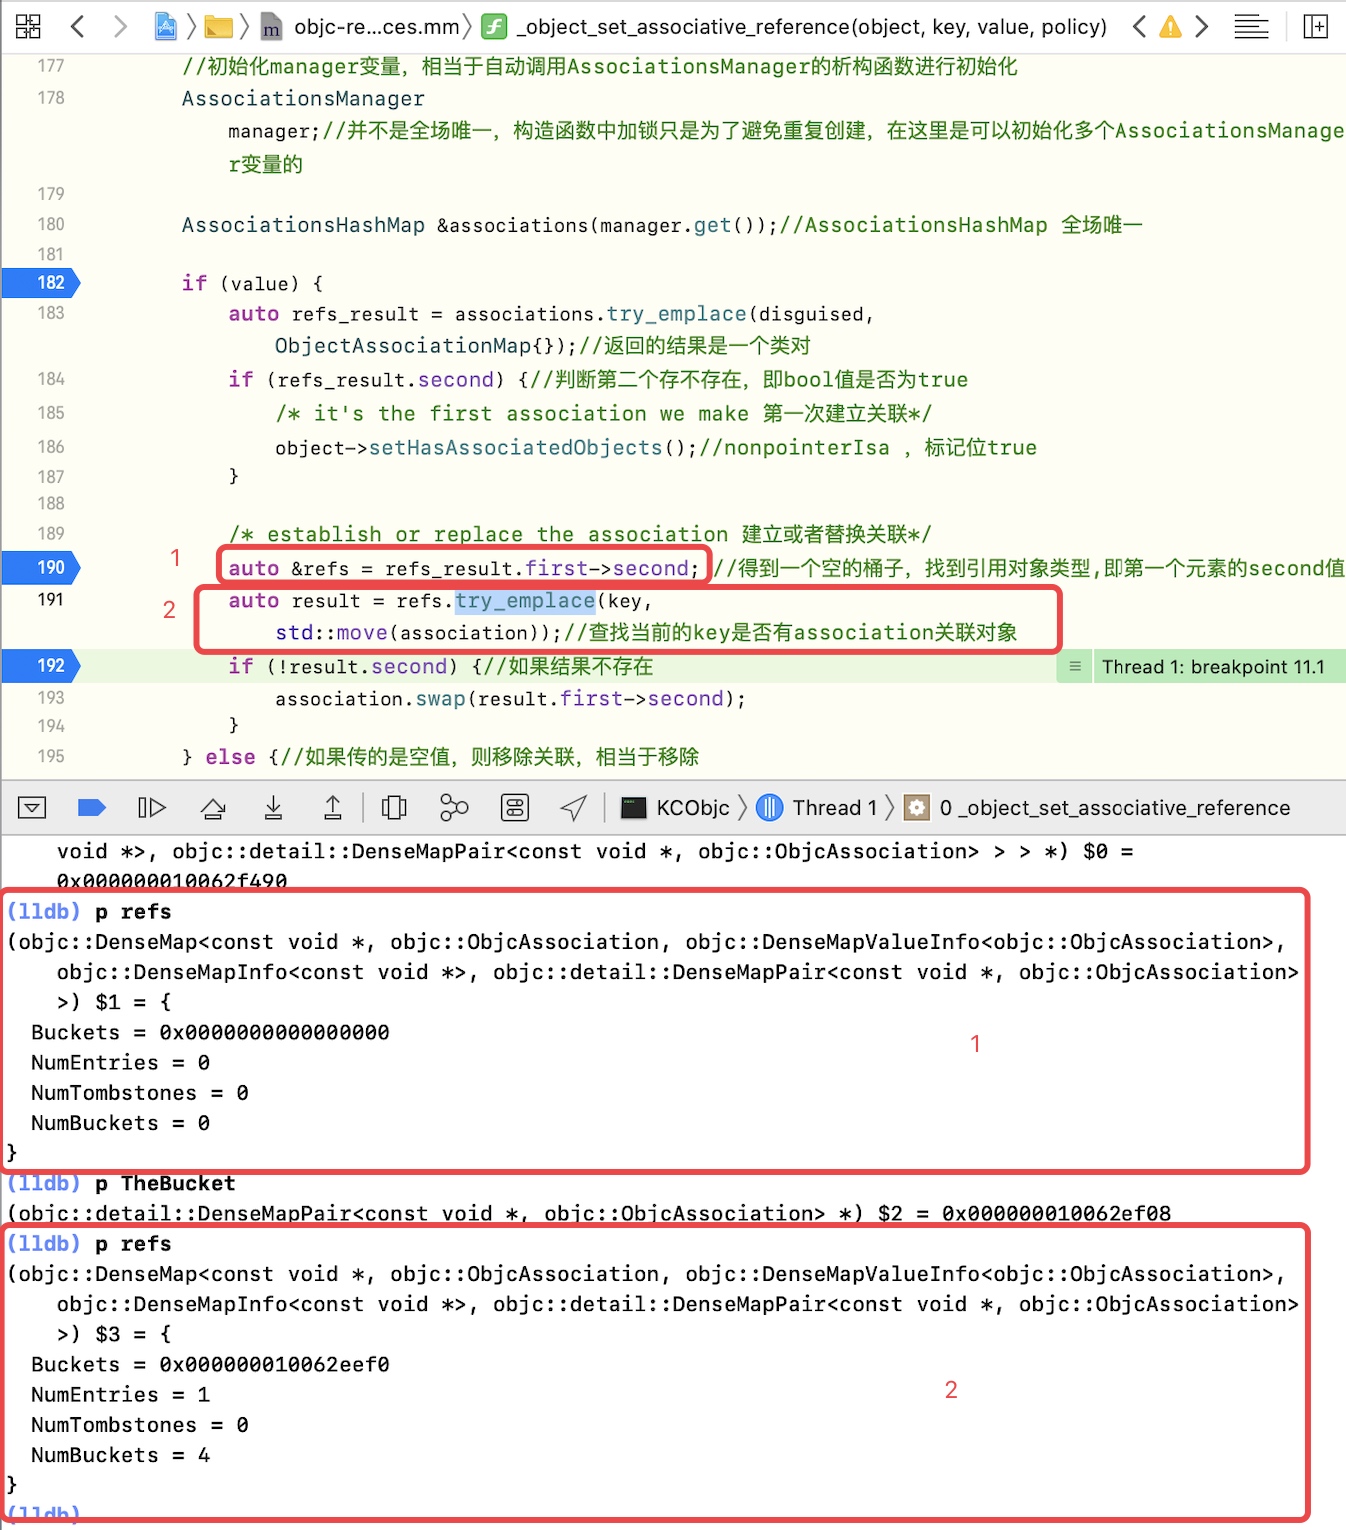 objc-re...ces.mm 〉 f _object_set_associative_reference(object, key, value, policy)
177 //初始化manager变量，相当于自动调用AssociationsManager的析构函数进行初始化
178 AssociationsManager
manager;//并不是全场唯一，构造函数中加锁只是为了避免重复创建，在这里是可以初始化多个AssociationsManage
r变量的
179
180 AssociationsHashMap &associations(manager.get());//AssociationsHashMap 全场唯一
181
182 if (value) {
183 auto refs_result = associations.try_emplace(disguised,
ObjectAssociationMap{});//返回的结果是一个类对
184 if (refs_result.second) {//判断第二个存不存在，即bool值是否为true
185 /* it's the first association we make 第一次建立关联*/
186 object->setHasAssociatedObjects();//nonpointerIsa ，标记位true
187 }
188
189 /* establish or replace the association 建立或者替换关联*/
1
190 auto &refs = refs_result.first->second; //得到一个空的桶子，找到引用对象类型,即第一个元素的second值
2
191 auto result = refs.try_emplace(key,
std::move(association));//查找当前的key是否有association关联对象
192 if (!result.second) {//如果结果不存在 Thread 1: breakpoint 11.1
193 association.swap(result.first->second);
194 }
195 } else {//如果传的是空值，则移除关联，相当于移除
KCObjc 〉 Thread 1 〉 0 _object_set_associative_reference
void *>, objc::detail::DenseMapPair<const void *, objc::ObjcAssociation> > > *) $0 =
0x000000010062f490
(lldb) p refs
(objc::DenseMap<const void *, objc::ObjcAssociation, objc::DenseMapValueInfo<objc::ObjcAssociation>,
objc::DenseMapInfo<const void *>, objc::detail::DenseMapPair<const void *, objc::ObjcAssociation>
>) $1 = {
Buckets = 0x0000000000000000
1
NumEntries = 0
NumTombstones = 0
NumBuckets = 0
}
(lldb) p TheBucket
(objc::detail::DenseMapPair<const void *, objc::ObjcAssociation> *) $2 = 0x000000010062ef08
(lldb) p refs
(objc::DenseMap<const void *, objc::ObjcAssociation, objc::DenseMapValueInfo<objc::ObjcAssociation>,
objc::DenseMapInfo<const void *>, objc::detail::DenseMapPair<const void *, objc::ObjcAssociation>
>) $3 = {
Buckets = 0x000000010062eef0
2
NumEntries = 1
NumTombstones = 0
NumBuckets = 4
}
(lldb)